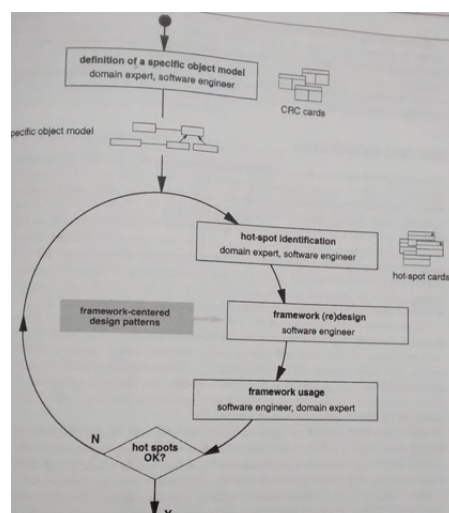 definition of a specific object model
domain expert, software engineer
CRC cards
object model
hot-spot identification
domain expert, software engineer
hot-spot cards
framework-centered
design patterns
framework (re)design
software engineer
framework usage
software engineer, domain expert
N
hot spots
OK?